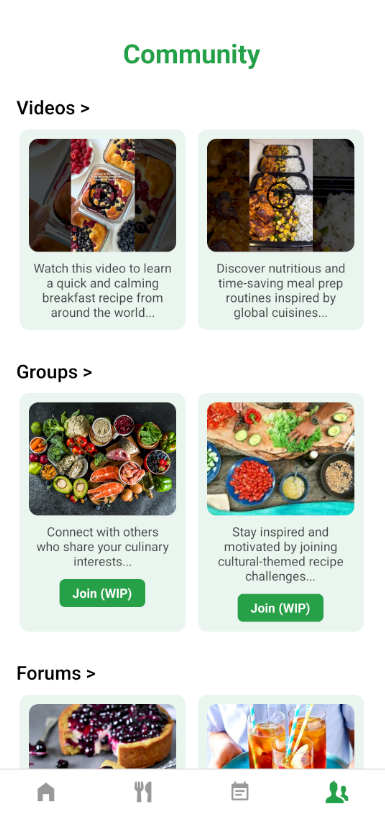 Community
Videos >
Watch this video to learn
a quick and calming
breakfast recipe from
around the world...
Discover nutritious and
time-saving meal prep
routines inspired by
global cuisines...
Groups >
Connect with others
who share your culinary
interests...
Join (WIP)
Stay inspired and
motivated by joining
cultural-themed recipe
challenges...
Join (WIP)
Forums >